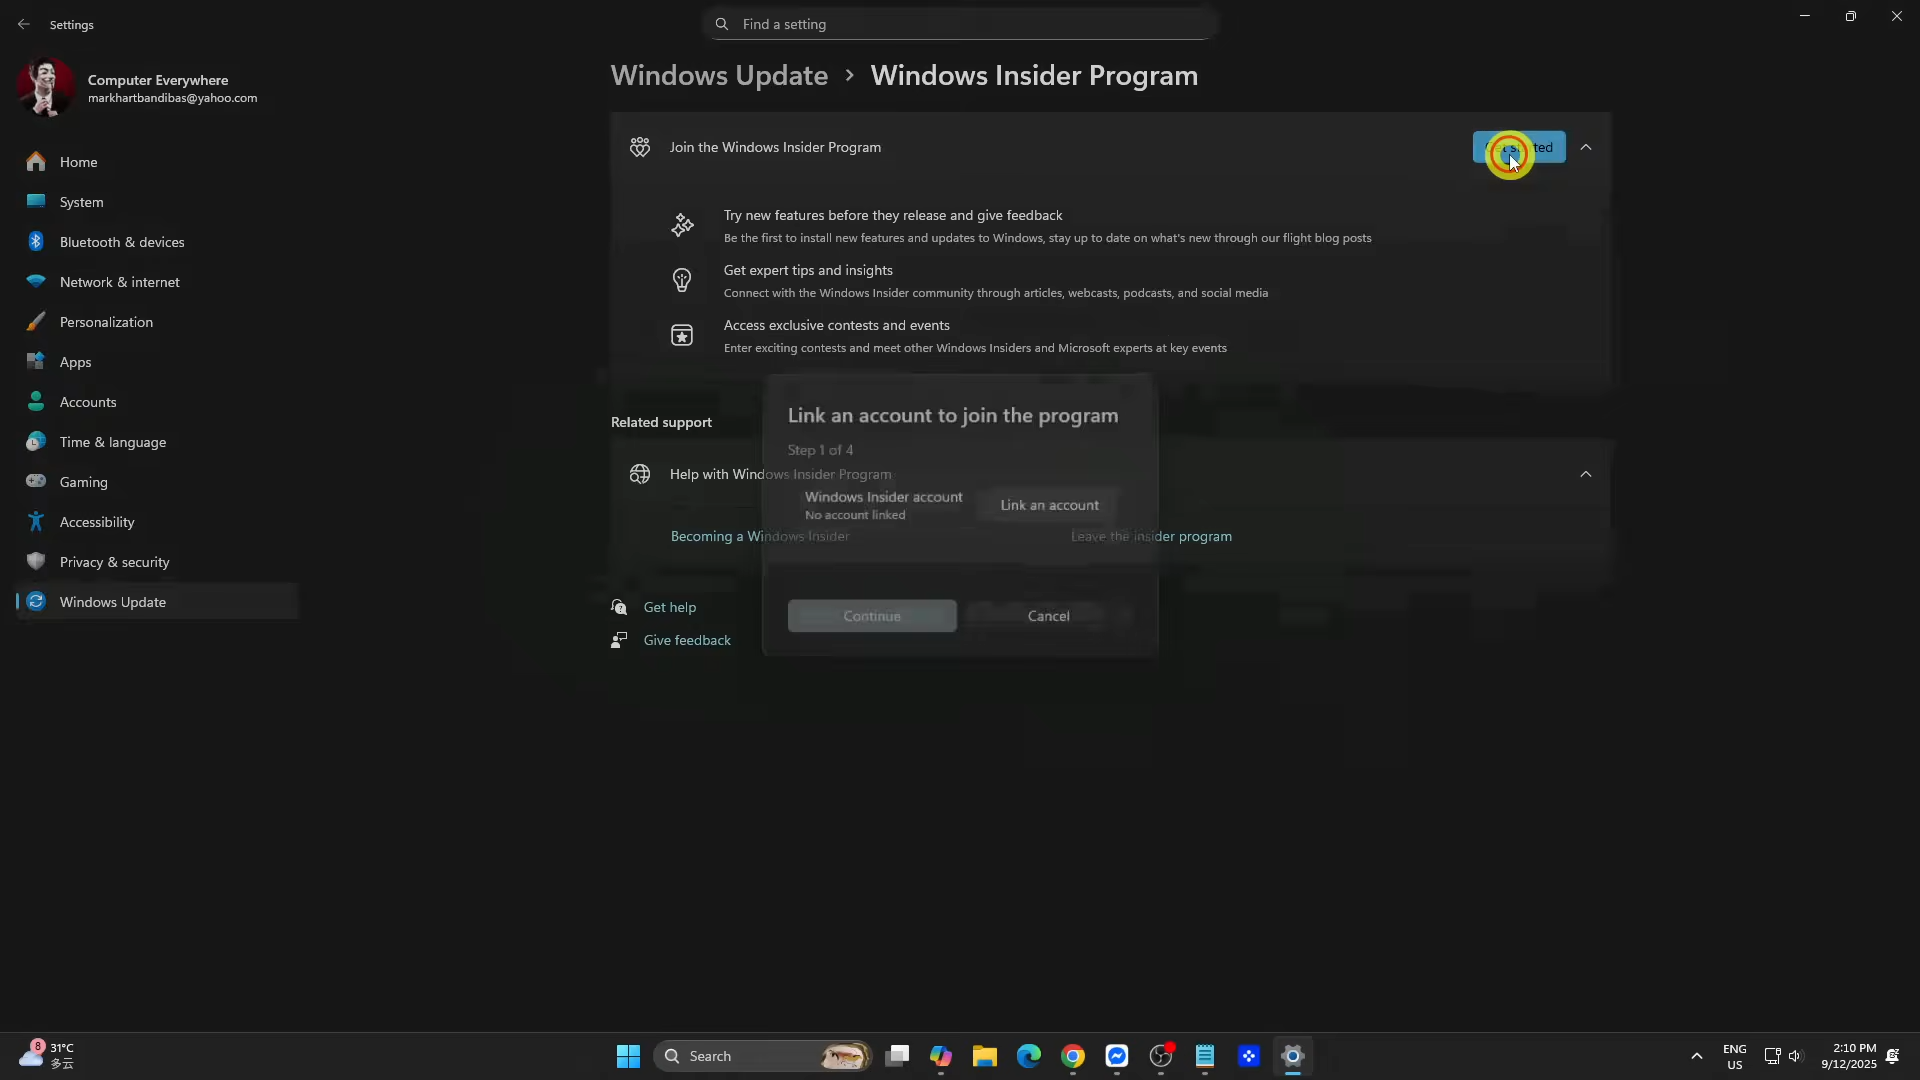 Settings
Find a setting
Computer Everywhere
markhartbandibas@yahoo.com
Home
System
Bluetooth & devices
Network & internet
Personalization
Apps
Accounts
Time & language
Gaming
Accessibility
Privacy & security
Windows Update
Windows Update > Windows Insider Program
Join the Windows Insider Program
Get started
Try new features before they release and give feedback
Be the first to install new features and updates to Windows, stay up to date on what's new through our flight blog posts
Get expert tips and insights
Connect with the Windows Insider community through articles, webcasts, podcasts, and social media
Access exclusive contests and events
Enter exciting contests and meet other Windows Insiders and Microsoft experts at key events
Related support
Help with Windows Insider Program
Becoming a Windows Insider
Leave the insider program
Get help
Give feedback
Link an account to join the program
Step 1 of 4
Windows Insider account
No account linked
Link an account
Continue
Cancel
8
31°C
多云
Search
ENG
US
2:10 PM
9/12/2025